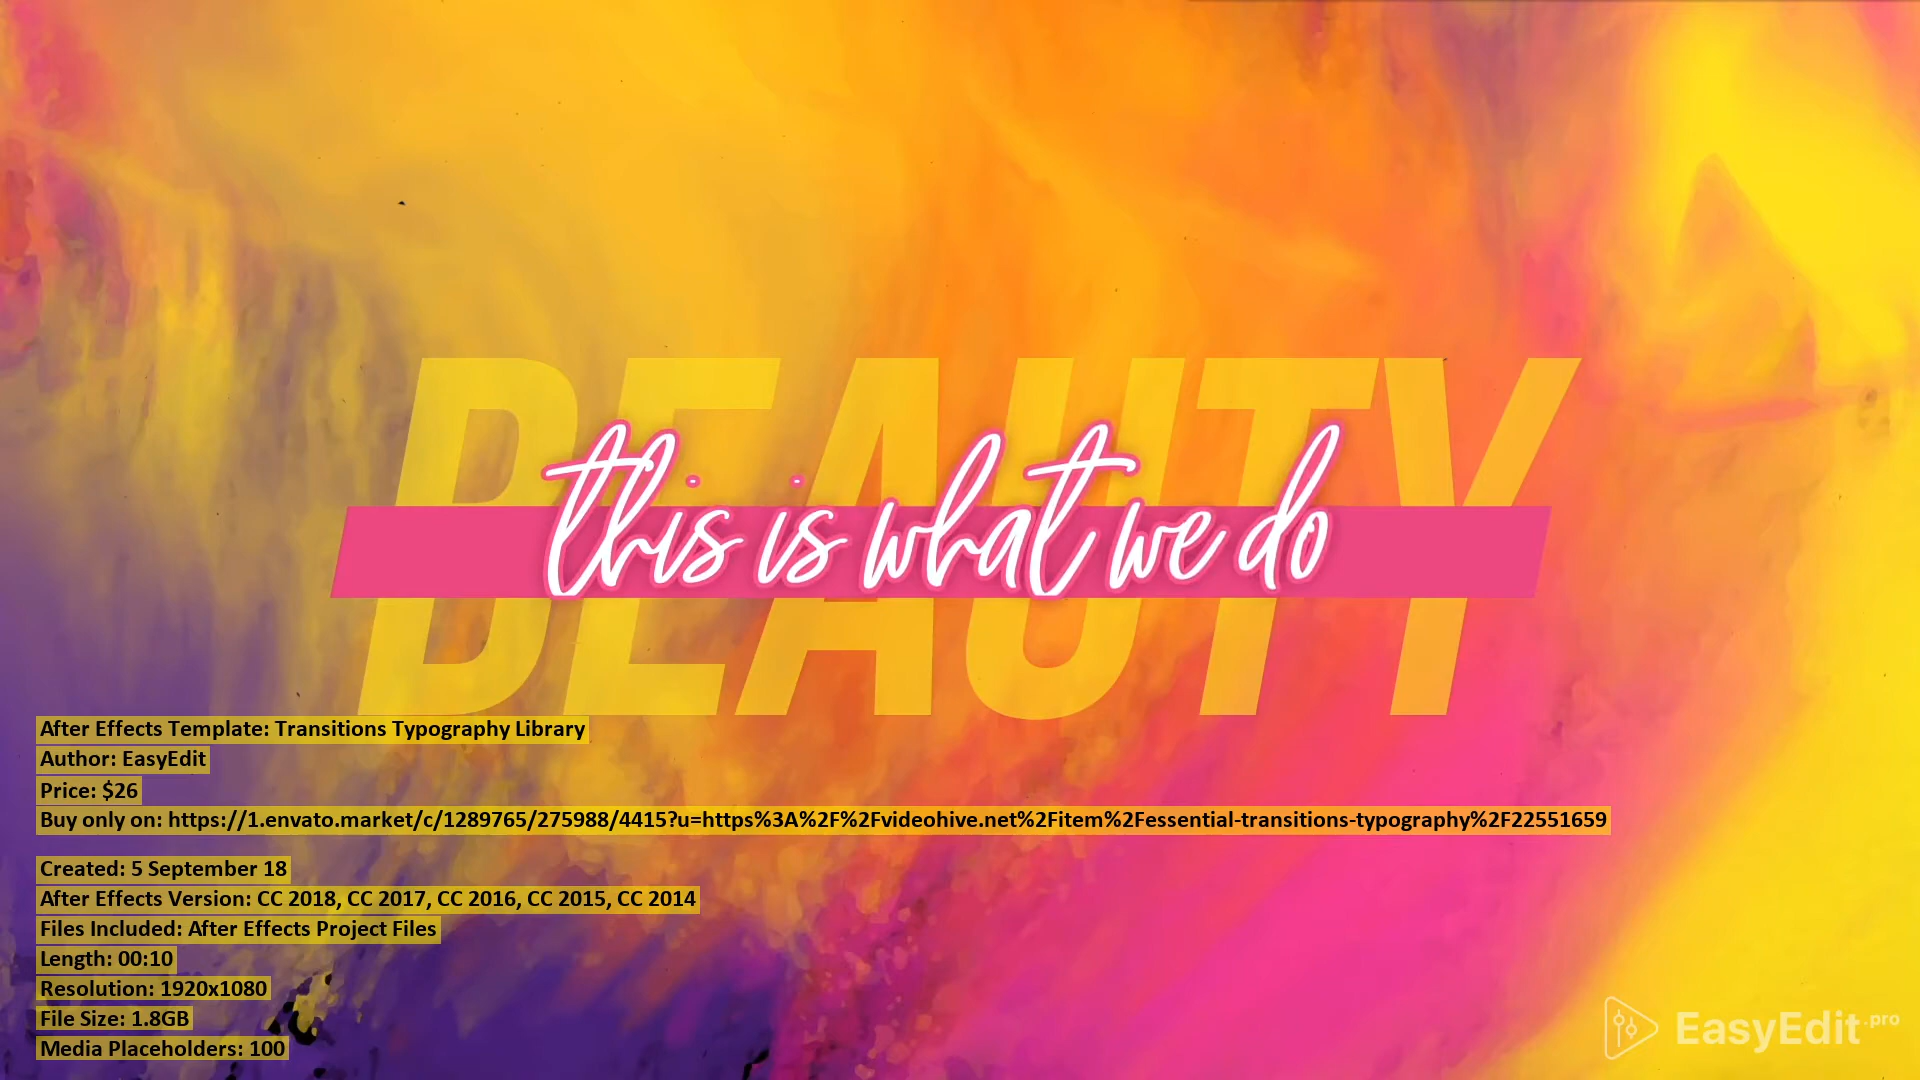 BEAUTY
this is what we do
After Effects Template: Transitions Typography Library
Author: EasyEdit
Price: $26
Buy only on: https://1.envato.market/c/1289765/275988/4415?u=https%3A%2F%2Fvideohive.net%2Fitem%2Fessential-transitions-typography%2F22551659
Created: 5 September 18
After Effects Version: CC 2018, CC 2017, CC 2016, CC 2015, CC 2014
Files Included: After Effects Project Files
Length: 00:10
Resolution: 1920x1080
File Size: 1.8GB
Media Placeholders: 100
EasyEdit.pro